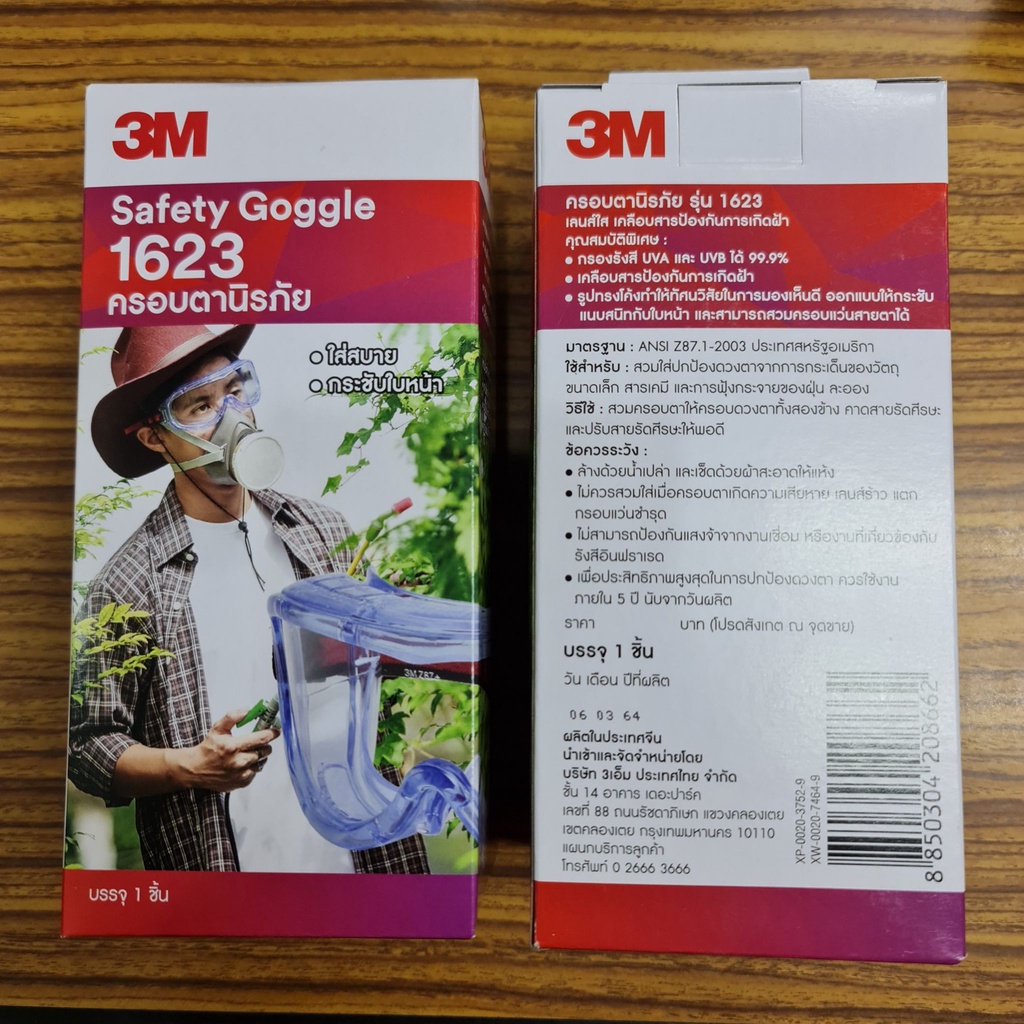 3M
Safety Goggle
1623
ครอบตานิรภัย
ใส่สบาย
กระชับใบหน้า
3M Z87+
บรรจุ 1 ชิ้น
3M
ครอบตานิรภัย รุ่น 1623
เลนส์ใส เคลือบสารป้องกันการเกิดฝ้า
คุณสมบัติพิเศษ :
• กรองรังสี UVA และ UVB ได้ 99.9%
• เคลือบสารป้องกันการเกิดฝ้า
• รูปทรงโค้งทำให้ทัศนวิสัยในการมองเห็นดี ออกแบบให้กระชับ
แนบสนิทกับใบหน้า และสามารถสวมครอบแว่นสายตาได้
มาตรฐาน : ANSI Z87.1-2003 ประเทศสหรัฐอเมริกา
ใช้สำหรับ : สวมใส่ปกป้องดวงตาจากการกระเด็นของวัตถุ
ขนาดเล็ก สารเคมี และการฟุ้งกระจายของฝุ่น ละออง
วิธีใช้ : สวมครอบตาให้ครอบดวงตาทั้งสองข้าง คาดสายรัดศีรษะ
และปรับสายรัดศีรษะให้พอดี
ข้อควรระวัง :
• ล้างด้วยน้ำเปล่า และเช็ดด้วยผ้าสะอาดให้แห้ง
• ไม่ควรสวมใส่เมื่อครอบตาเกิดความเสียหาย เลนส์ร้าว แตก
กรอบแว่นชำรุด
• ไม่สามารถป้องกันแสงจ้าจากงานเชื่อม หรืองานที่เกี่ยวข้องกับ
รังสีอินฟราเรด
• เพื่อประสิทธิภาพสูงสุดในการปกป้องดวงตา ควรใช้งาน
ภายใน 5 ปี นับจากวันผลิต
ราคา บาท (โปรดสังเกต ณ จุดขาย)
บรรจุ 1 ชิ้น
วัน เดือน ปีที่ผลิต
06 03 64
ผลิตในประเทศจีน
นำเข้าและจัดจำหน่ายโดย
บริษัท 3เอ็ม ประเทศไทย จำกัด
ชั้น 14 อาคาร เดอะปาร์ค
เลขที่ 88 ถนนรัชดาภิเษก แขวงคลองเตย
เขตคลองเตย กรุงเทพมหานคร 10110
แผนกบริการลูกค้า
โทรศัพท์ 0 2666 3666
XP-0020-3752-9
XW-0020-7464-9
8 850304 208662